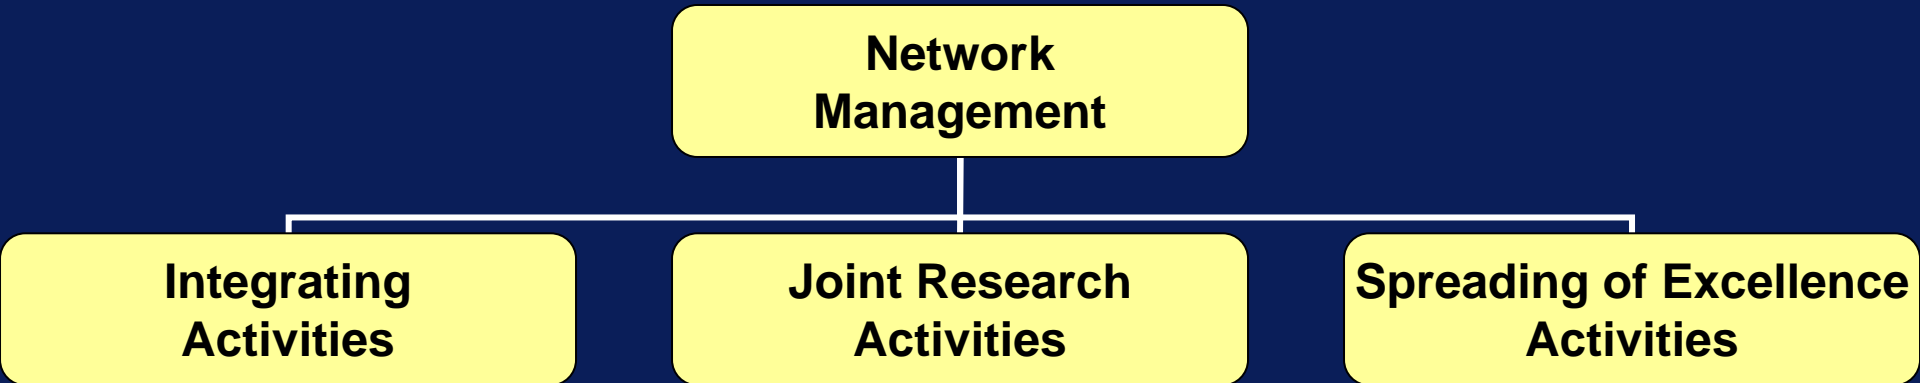 Network
Management
Integrating
Activities
Joint Research
Activities
Spreading of Excellence
Activities